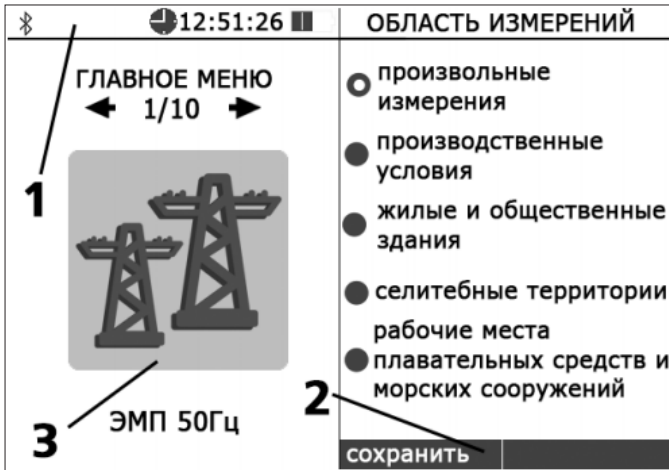 12:51:26
ГЛАВНОЕ МЕНЮ
1/10
1
3
ЭМП 50Гц
ОБЛАСТЬ ИЗМЕРЕНИЙ
произвольные
измерения
производственные
условия
жилые и общественные
здания
селитебные территории
рабочие места
плавательных средств и
морских сооружений
2
сохранить